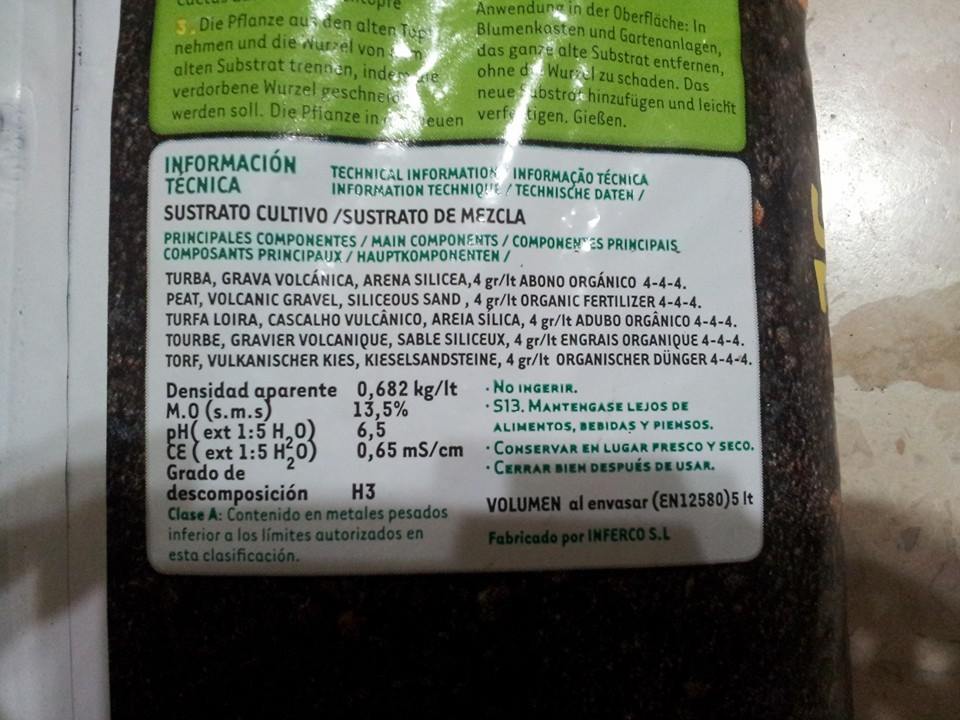 3. Die Pflanze aus den alten
nehmen und die Wurzel von
alten Substrat trennen, indem die
verdorbene Wurzel
werden soll. Die Pflanze in
Anwendung in der Oberfläche: In
Blumenkästen und Gartenanlagen,
das ganze alte Substrat entfernen,
ohne die Wurzel zu schaden. Das
neue Substrat hinzufügen und leicht
Gießen.
INFORMACIÓN
TÉCNICA
TECHNICAL INFORMATION / INFORMAÇÃO TÉCNICA
INFORMATION TECHNIQUE / TECHNISCHE DATEN /
SUSTRATO CULTIVO /SUSTRATO DE MEZCLA
PRINCIPALES COMPONENTES / MAIN COMPONENTS / COMPONENTES PRINCIPAIS
COMPOSANTS PRINCIPAUX / HAUPTKOMPONENTEN /
TURBA, GRAVA VOLCÁNICA, ARENA SILICEA,4 gr/lt ABONO ORGÁNICO 4-4-4.
PEAT, VOLCANIC GRAVEL, SILICEOUS SAND , 4 gr/lt ORGANIC FERTILIZER 4-4-4.
TURFA LOIRA, CASCALHO VULCÂNICO, AREIA SÍLICA, 4 gr/lt ADUBO ORGÂNICO 4-4-4.
TOURBE, GRAVIER VOLCANIQUE, SABLE SILICEUX, 4 gr/lt ENGRAIS ORGANIQUE 4-4-4.
TORF, VULKANISCHER KIES, KIESELSANDSTEINE, 4 gr/lt ORGANISCHER DÜNGER 4-4-4.
Densidad aparente 0,682 kg/lt
M.O (s.m.s) 13,5%
pH( ext 1:5 H2O) 6,5
CE ( ext 1:5 H2O) 0,65 mS/cm
Grado de
descomposición H3
Clase A: Contenido en metales pesados
inferior a los límites autorizados en
esta clasificación.
· NO INGERIR.
· S13. MANTENGASE LEJOS DE
ALIMENTOS, BEBIDAS Y PIENSOS.
· CONSERVAR EN LUGAR FRESCO Y SECO.
· CERRAR BIEN DESPUÉS DE USAR.
VOLUMEN al envasar (EN12580)5 lt
Fabricado por INFERCO S.L